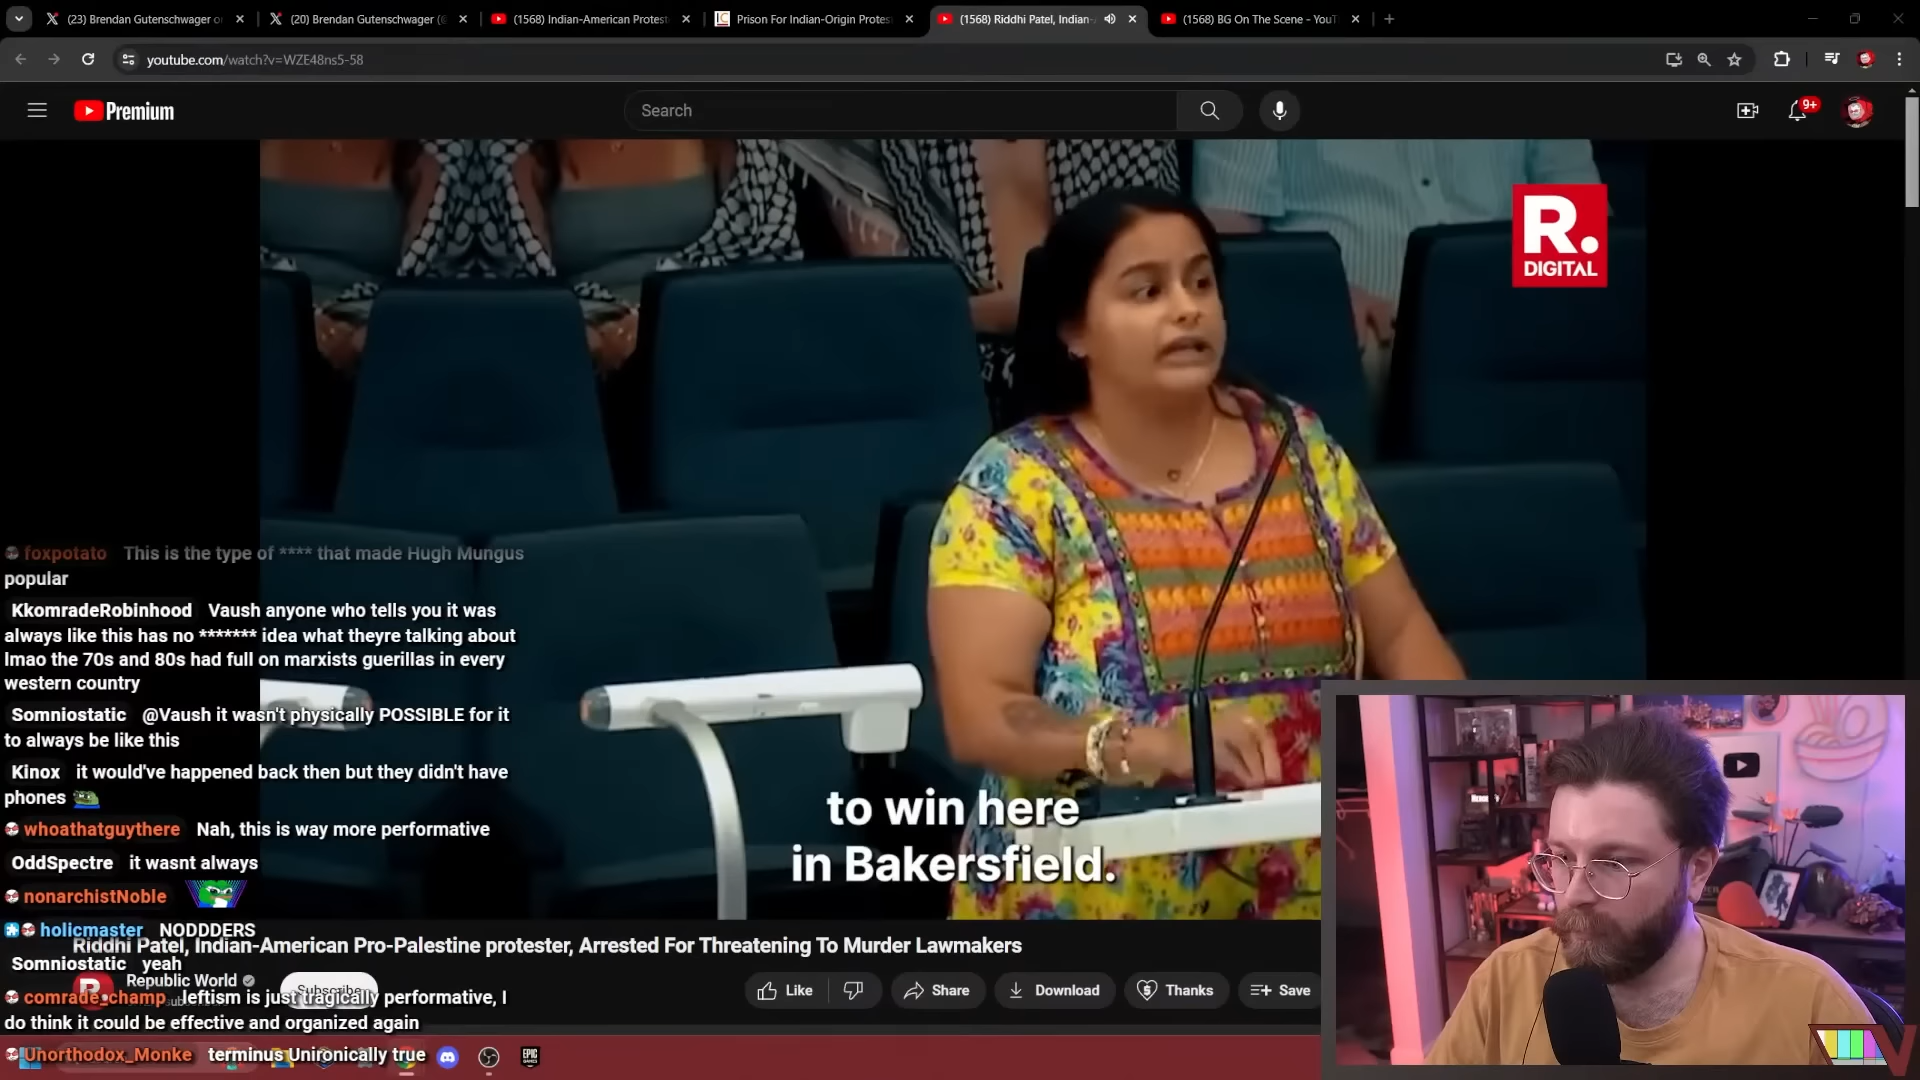 (23) Brendan Gutenschwager o
(20) Brendan Gutenschwager (@
(1568) Indian-American Protest
Prison For Indian-Origin Protes
(1568) Riddhi Patel, Indian-
(1568) BG On The Scene - YouT
youtube.com/watch?v=WZE48ns5-58
Premium
Search
9+
R.
DIGITAL
foxpotato This is the type of **** that made Hugh Mungus
popular
KkomradeRobinhood Vaush anyone who tells you it was
always like this has no ******* idea what theyre talking about
lmao the 70s and 80s had full on marxists guerillas in every
western country
Somniostatic @Vaush it wasn't physically POSSIBLE for it
to always be like this
Kinox it would've happened back then but they didn't have
phones
whoathatguythere Nah, this is way more performative
OddSpectre it wasnt always
nonarchistNoble
holicmaster NODDDERS
Somniostatic yeah
comrade_champ leftism is just tragically performative, I
do think it could be effective and organized again
Unorthodox_Monke terminus Unironically true
to win here
in Bakersfield.
Riddhi Patel, Indian-American Pro-Palestine protester, Arrested For Threatening To Murder Lawmakers
Republic World
Subscribe
Like
Share
Download
Thanks
Save
EPIC